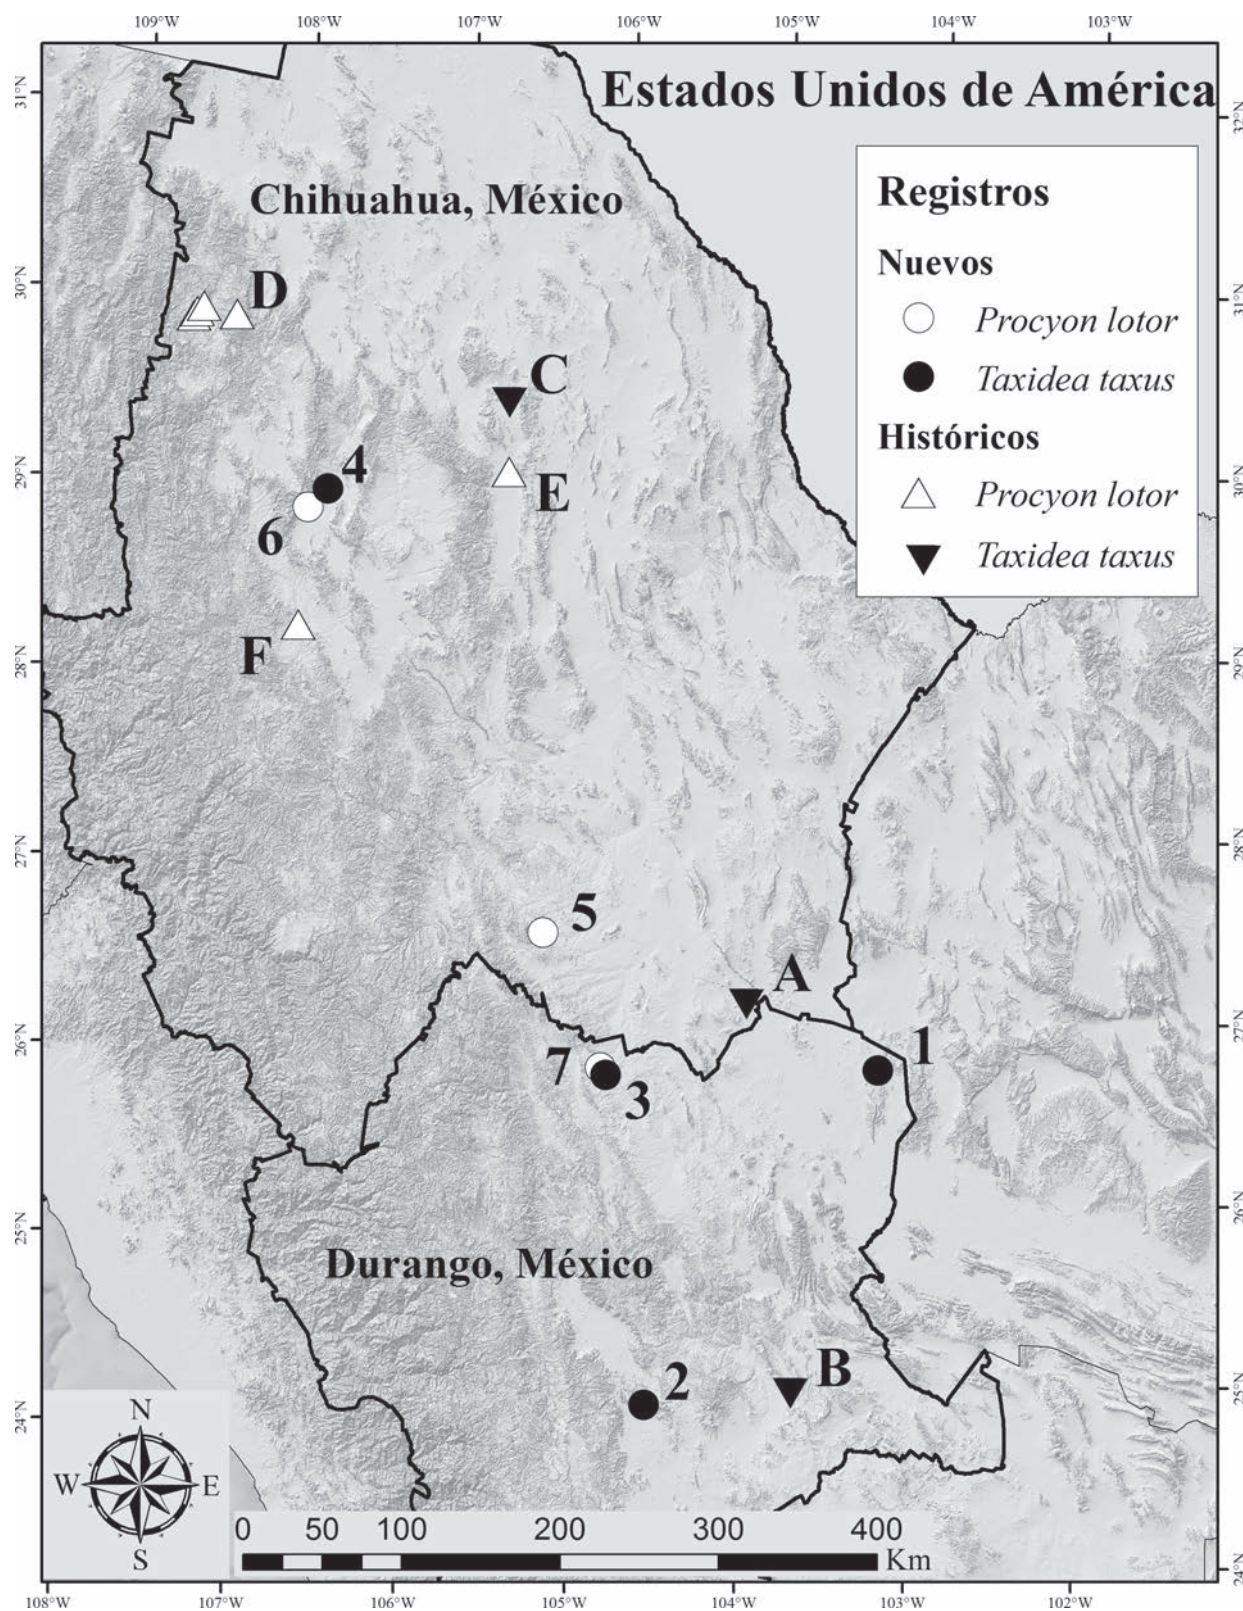 109°W 108°W 107°W 106°W 105°W 104°W 103°W
Estados Unidos de América
Chihuahua, México
Registros
Nuevos
Procyon lotor
Taxidea taxus
Históricos
Procyon lotor
Taxidea taxus
D
C
4
E
6
F
5
A
1
7
3
Durango, México
2
B
31°N
30°N
29°N
28°N
27°N
26°N
25°N
24°N
32°N
31°N
30°N
29°N
28°N
27°N
26°N
25°N
24°N
N
W E
S
0 50 100 200 300 400
Km
108°W 107°W 106°W 105°W 104°W 103°W 102°W